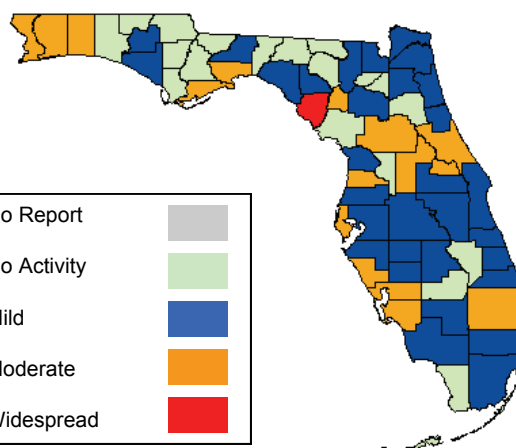 o Report
o Activity
ild
oderate
idespread